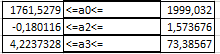 1761,5279 <=a0<= 1999,032
-0,180116 <=a2<= 1,573676
4,2237328 <=a3<= 73,38567